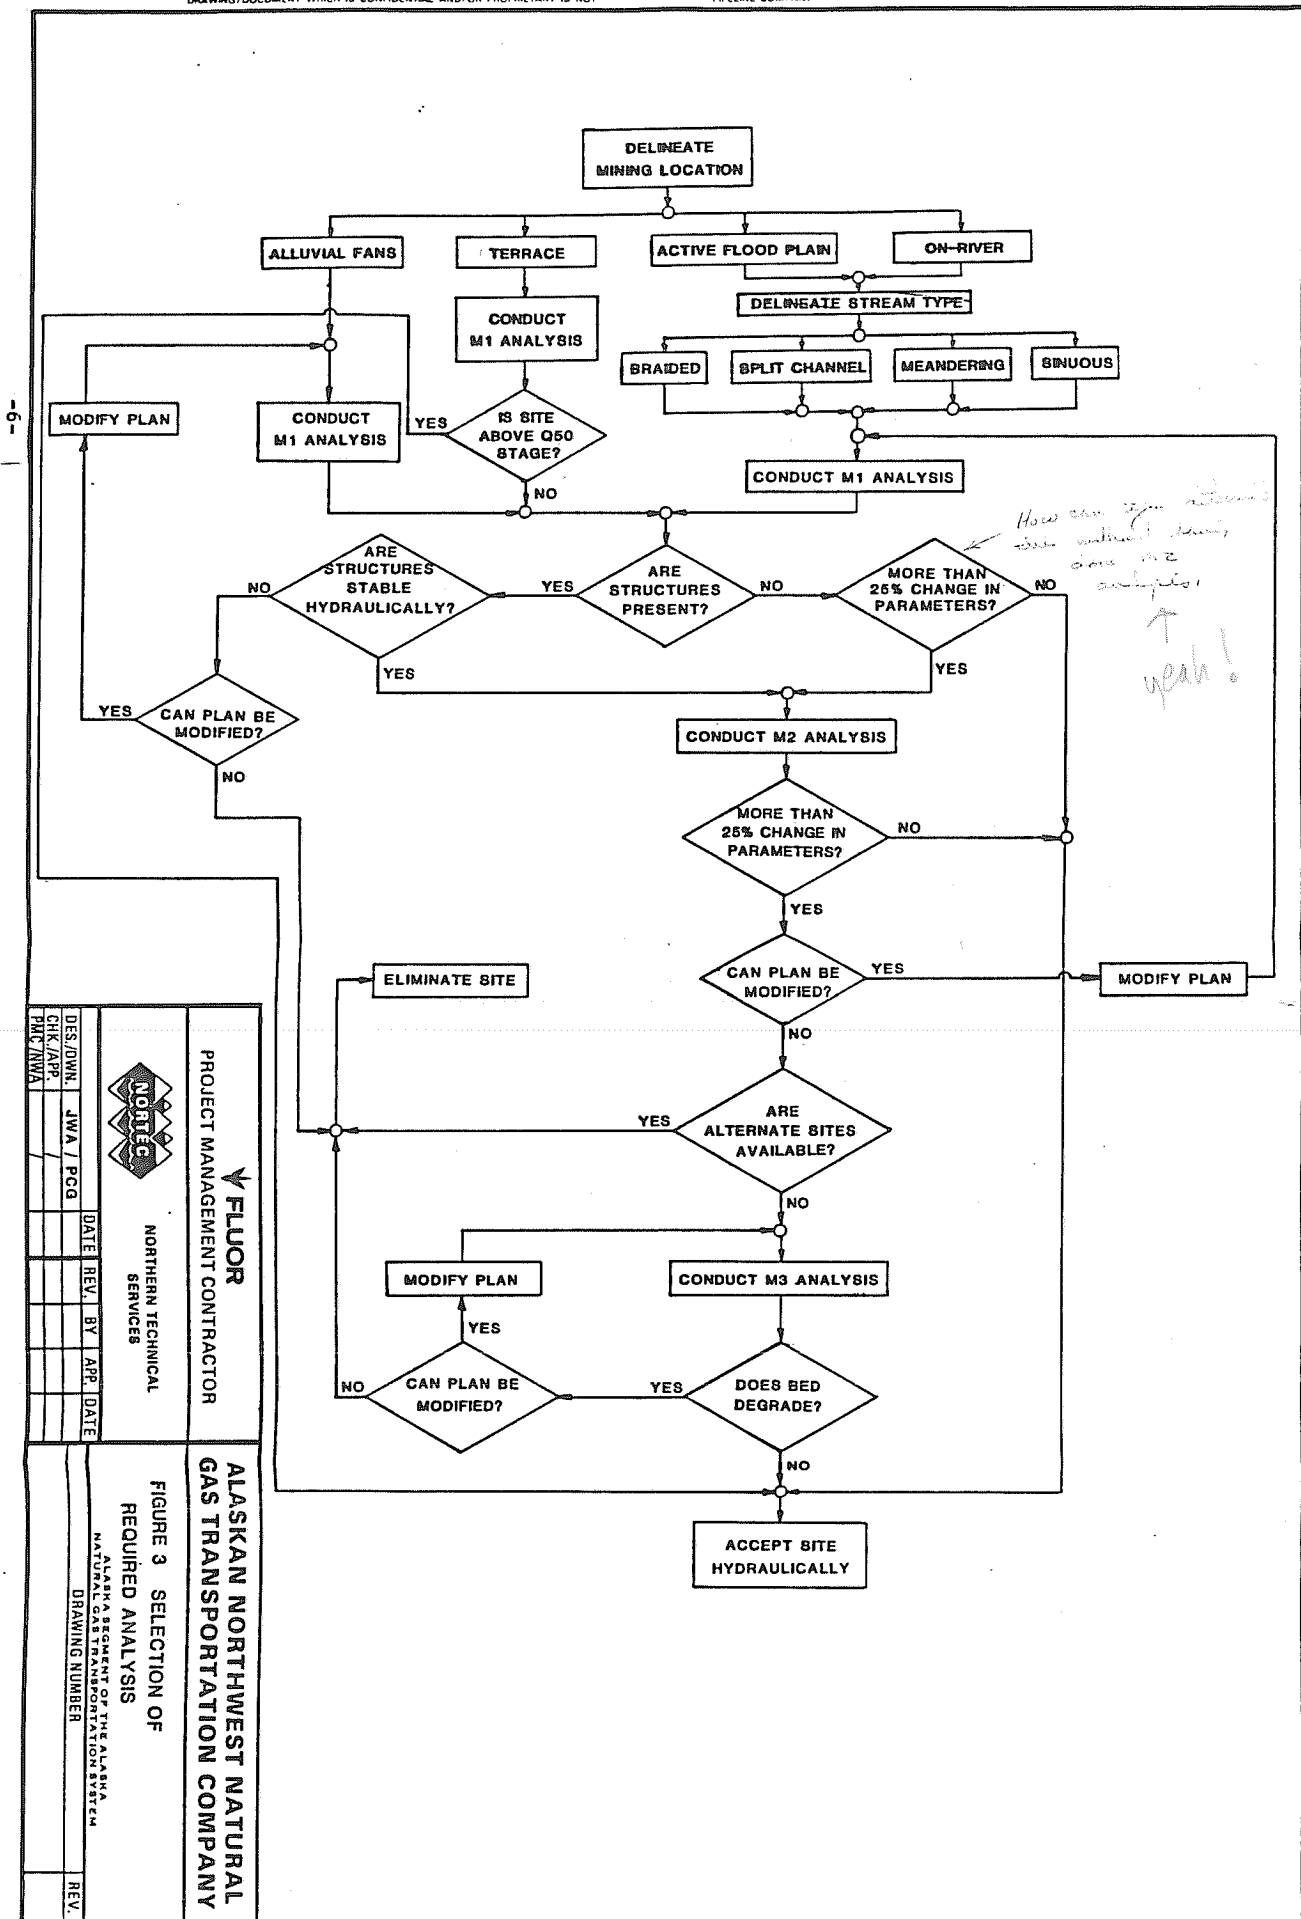 DELINEATE
MINING LOCATION
ALLUVIAL FANS
TERRACE
ACTIVE FLOOD PLAIN
ON-RIVER
DELINEATE STREAM TYPE
CONDUCT
M1 ANALYSIS
BRAIDED
SPLIT CHANNEL
MEANDERING
SINUOUS
MODIFY PLAN
CONDUCT
M1 ANALYSIS
YES
IS SITE
ABOVE Q50
STAGE?
NO
CONDUCT M1 ANALYSIS
How can
without
analysis.
yeah!
ARE
STRUCTURES
STABLE
HYDRAULICALLY?
NO
YES
YES
ARE
STRUCTURES
PRESENT?
NO
MORE THAN
25% CHANGE IN
PARAMETERS?
NO
YES
YES
CAN PLAN BE
MODIFIED?
NO
CONDUCT M2 ANALYSIS
MORE THAN
25% CHANGE IN
PARAMETERS?
NO
YES
ELIMINATE SITE
CAN PLAN BE
MODIFIED?
YES
MODIFY PLAN
NO
YES
ARE
ALTERNATE SITES
AVAILABLE?
NO
MODIFY PLAN
CONDUCT M3 ANALYSIS
YES
NO
CAN PLAN BE
MODIFIED?
YES
DOES BED
DEGRADE?
NO
ACCEPT SITE
HYDRAULICALLY
-6-
FLUOR
PROJECT MANAGEMENT CONTRACTOR
NORTEC
NORTHERN TECHNICAL
SERVICES
DATE REV. BY APP. DATE
DES./DWN. JWA / PCG
CHK./APP. /
PMC/NWA /
ALASKAN NORTHWEST NATURAL
GAS TRANSPORTATION COMPANY
FIGURE 3 SELECTION OF
REQUIRED ANALYSIS
ALASKA SEGMENT OF THE ALASKA
NATURAL GAS TRANSPORTATION SYSTEM
DRAWING NUMBER
REV.